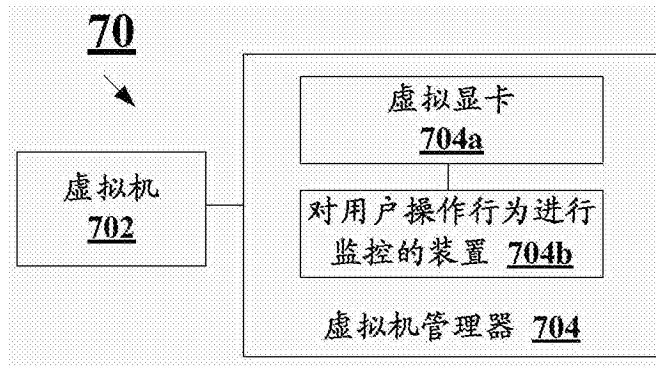 70
虚拟显卡
704a
虚拟机
702
对用户操作行为进行
监控的装置 704b
虚拟机管理器 704